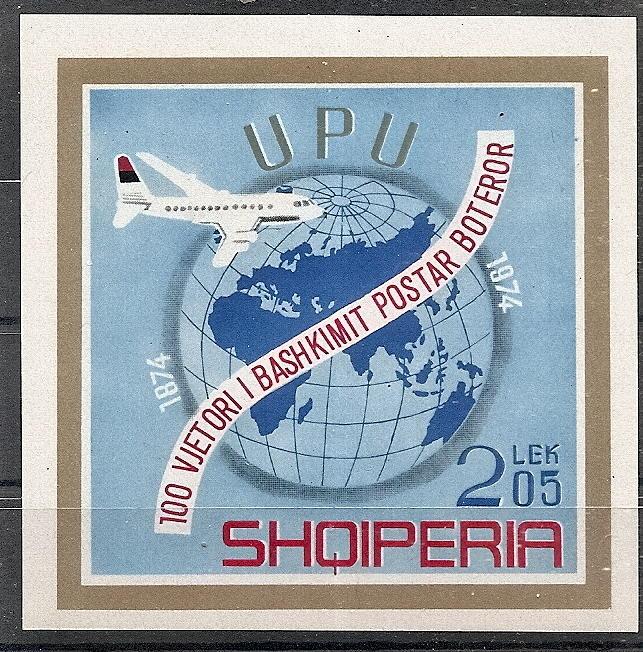 UPU
100 VJETORI I BASHKIMIT POSTAR BOTEROR
1874
1974
2 LEK 05
SHQIPERIA